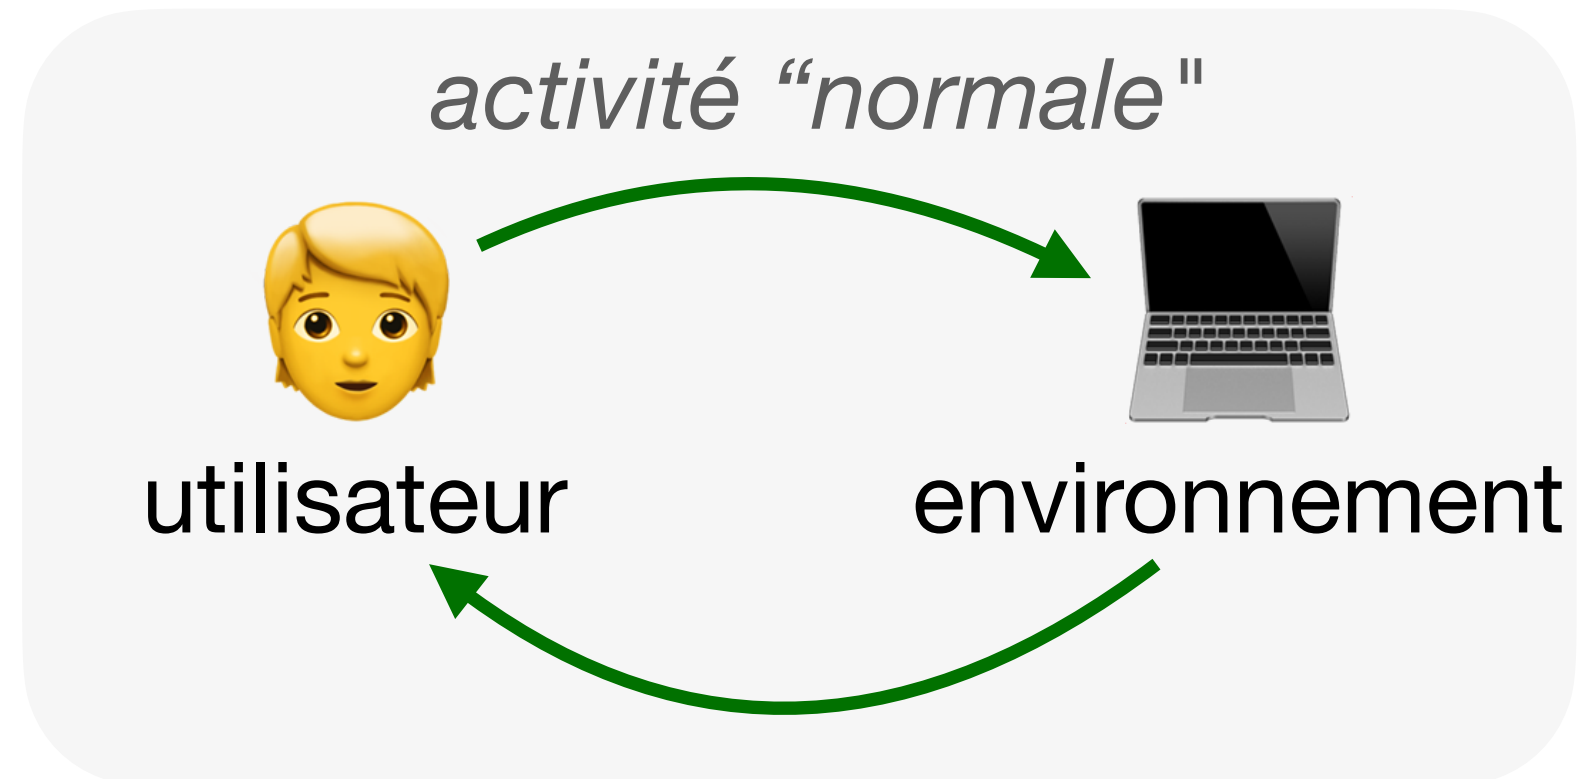 activité “normale"
utilisateur
environnement